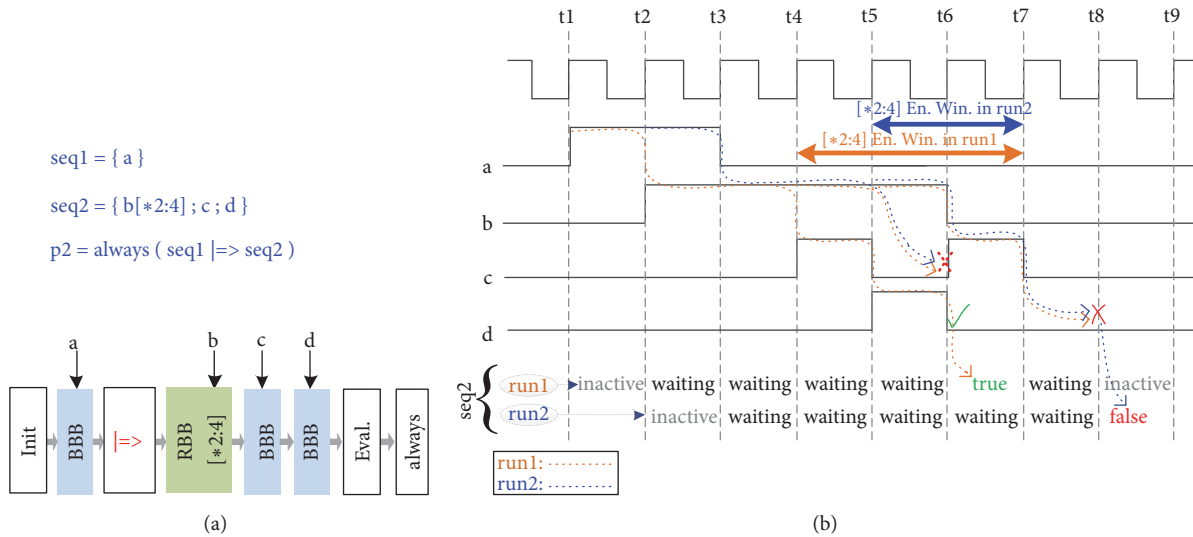 seq1 = { a }
seq2 = { b[*2:4] ; c ; d }
p2 = always ( seq1 |=> seq2 )
a b c d
Init BBB |=> RBB [*2:4] BBB BBB Eval. always
(a)
t1 t2 t3 t4 t5 t6 t7 t8 t9
[*2:4] En. Win. in run2
[*2:4] En. Win. in run1
a
b
c
d
seq2
run1 inactive waiting waiting waiting waiting true waiting inactive
run2 inactive waiting waiting waiting waiting waiting false
run1:
run2:
(b)